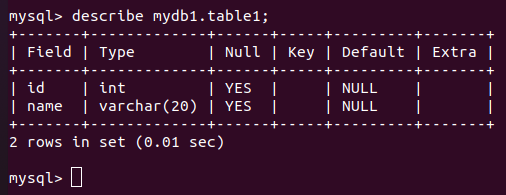 mysql> describe mydb1.table1;
+-------+-------------+------+-----+---------+-------+
| Field | Type        | Null | Key | Default | Extra |
+-------+-------------+------+-----+---------+-------+
| id    | int         | YES  |     | NULL    |       |
| name  | varchar(20) | YES  |     | NULL    |       |
+-------+-------------+------+-----+---------+-------+
2 rows in set (0.01 sec)
mysql>